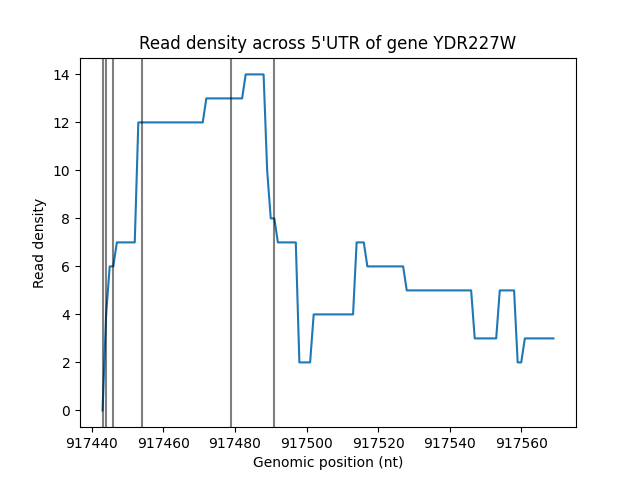 Read density across 5'UTR of gene YDR227W
14
12
10
8
6
4
2
0
Read density
917440 917460 917480 917500 917520 917540 917560
Genomic position (nt)